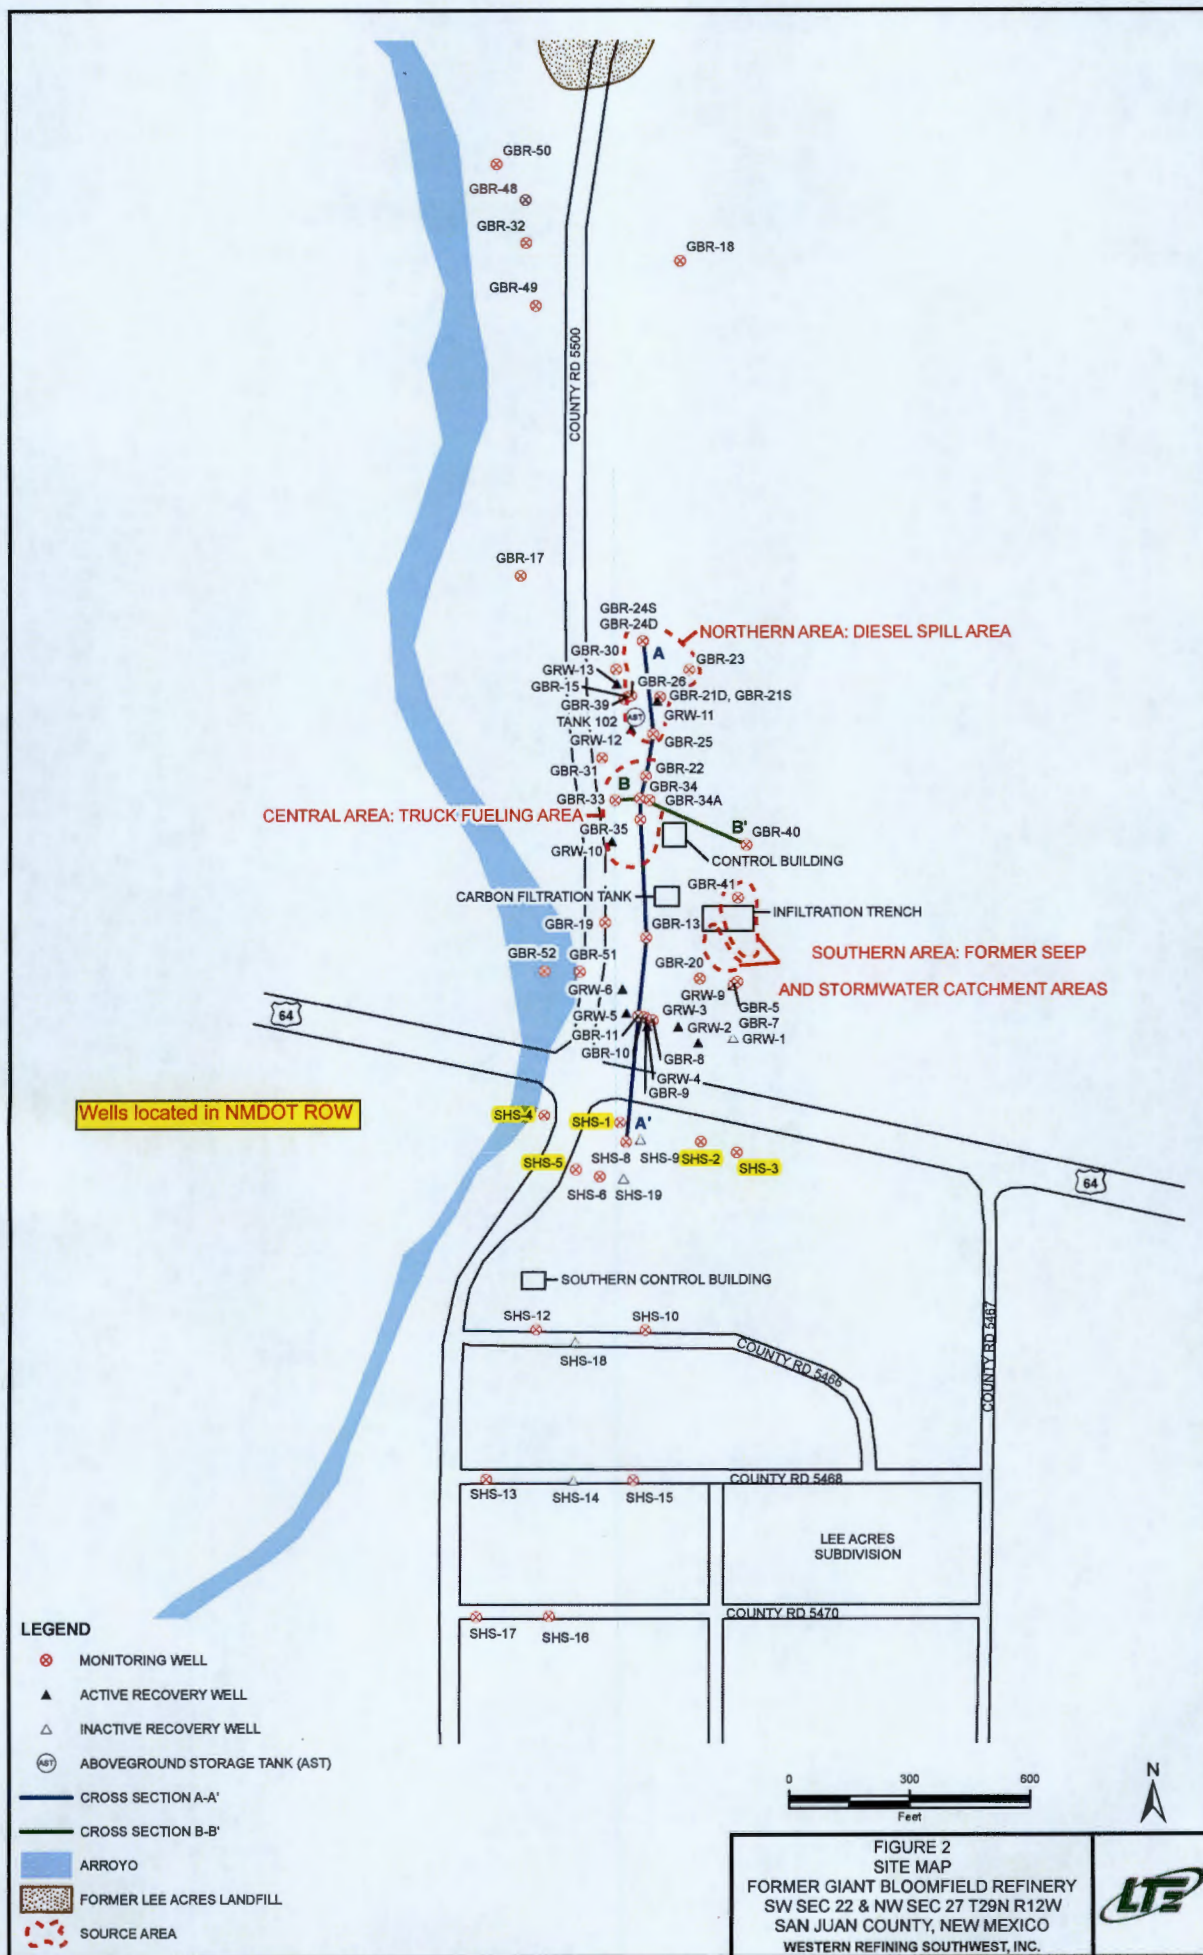 GBR-50
GBR-48
GBR-32
GBR-18
GBR-49
COUNTY RD 5500
GBR-17
GBR-24S
GBR-24D
NORTHERN AREA: DIESEL SPILL AREA
GBR-30
A
GBR-23
GRW-13
GBR-26
GBR-15
GBR-21D, GBR-21S
GBR-39
GRW-11
TANK 102
AST
GRW-12
GBR-25
GBR-31
GBR-22
B
GBR-34
GBR-33
GBR-34A
CENTRAL AREA: TRUCK FUELING AREA
GBR-35
B'
GBR-40
GRW-10
CONTROL BUILDING
GBR-41
CARBON FILTRATION TANK
INFILTRATION TRENCH
GBR-19
GBR-13
SOUTHERN AREA: FORMER SEEP
AND STORMWATER CATCHMENT AREAS
GBR-52
GBR-51
GBR-20
GRW-6
GRW-9
GBR-5
GBR-7
GRW-5
GRW-3
GRW-2
GRW-1
GBR-11
GBR-10
GBR-8
GRW-4
GBR-9
64
Wells located in NMDOT ROW
SHS-4
SHS-1
A'
SHS-8
SHS-9
SHS-2
SHS-3
SHS-5
SHS-6
SHS-19
64
SOUTHERN CONTROL BUILDING
SHS-12
SHS-10
SHS-18
COUNTY RD 5466
COUNTY RD 5467
COUNTY RD 5468
SHS-13
SHS-14
SHS-15
LEE ACRES
SUBDIVISION
COUNTY RD 5470
SHS-17
SHS-16
LEGEND
MONITORING WELL
ACTIVE RECOVERY WELL
INACTIVE RECOVERY WELL
AST ABOVEGROUND STORAGE TANK (AST)
CROSS SECTION A-A'
CROSS SECTION B-B'
ARROYO
FORMER LEE ACRES LANDFILL
SOURCE AREA
0 300 600
Feet
N
FIGURE 2
SITE MAP
FORMER GIANT BLOOMFIELD REFINERY
SW SEC 22 & NW SEC 27 T29N R12W
SAN JUAN COUNTY, NEW MEXICO
WESTERN REFINING SOUTHWEST, INC.
LTE